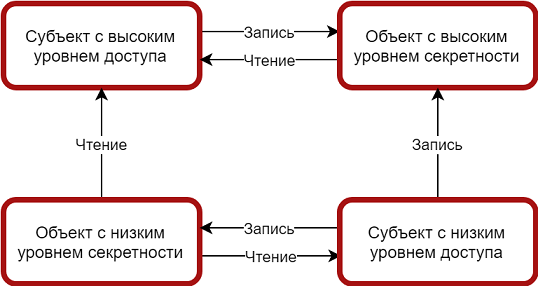 Субъект с высоким
уровнем доступа
Запись
Чтение
Объект с высоким
уровнем секретности
Чтение
Запись
Объект с низким
уровнем секретности
Запись
Чтение
Субъект с низким
уровнем доступа